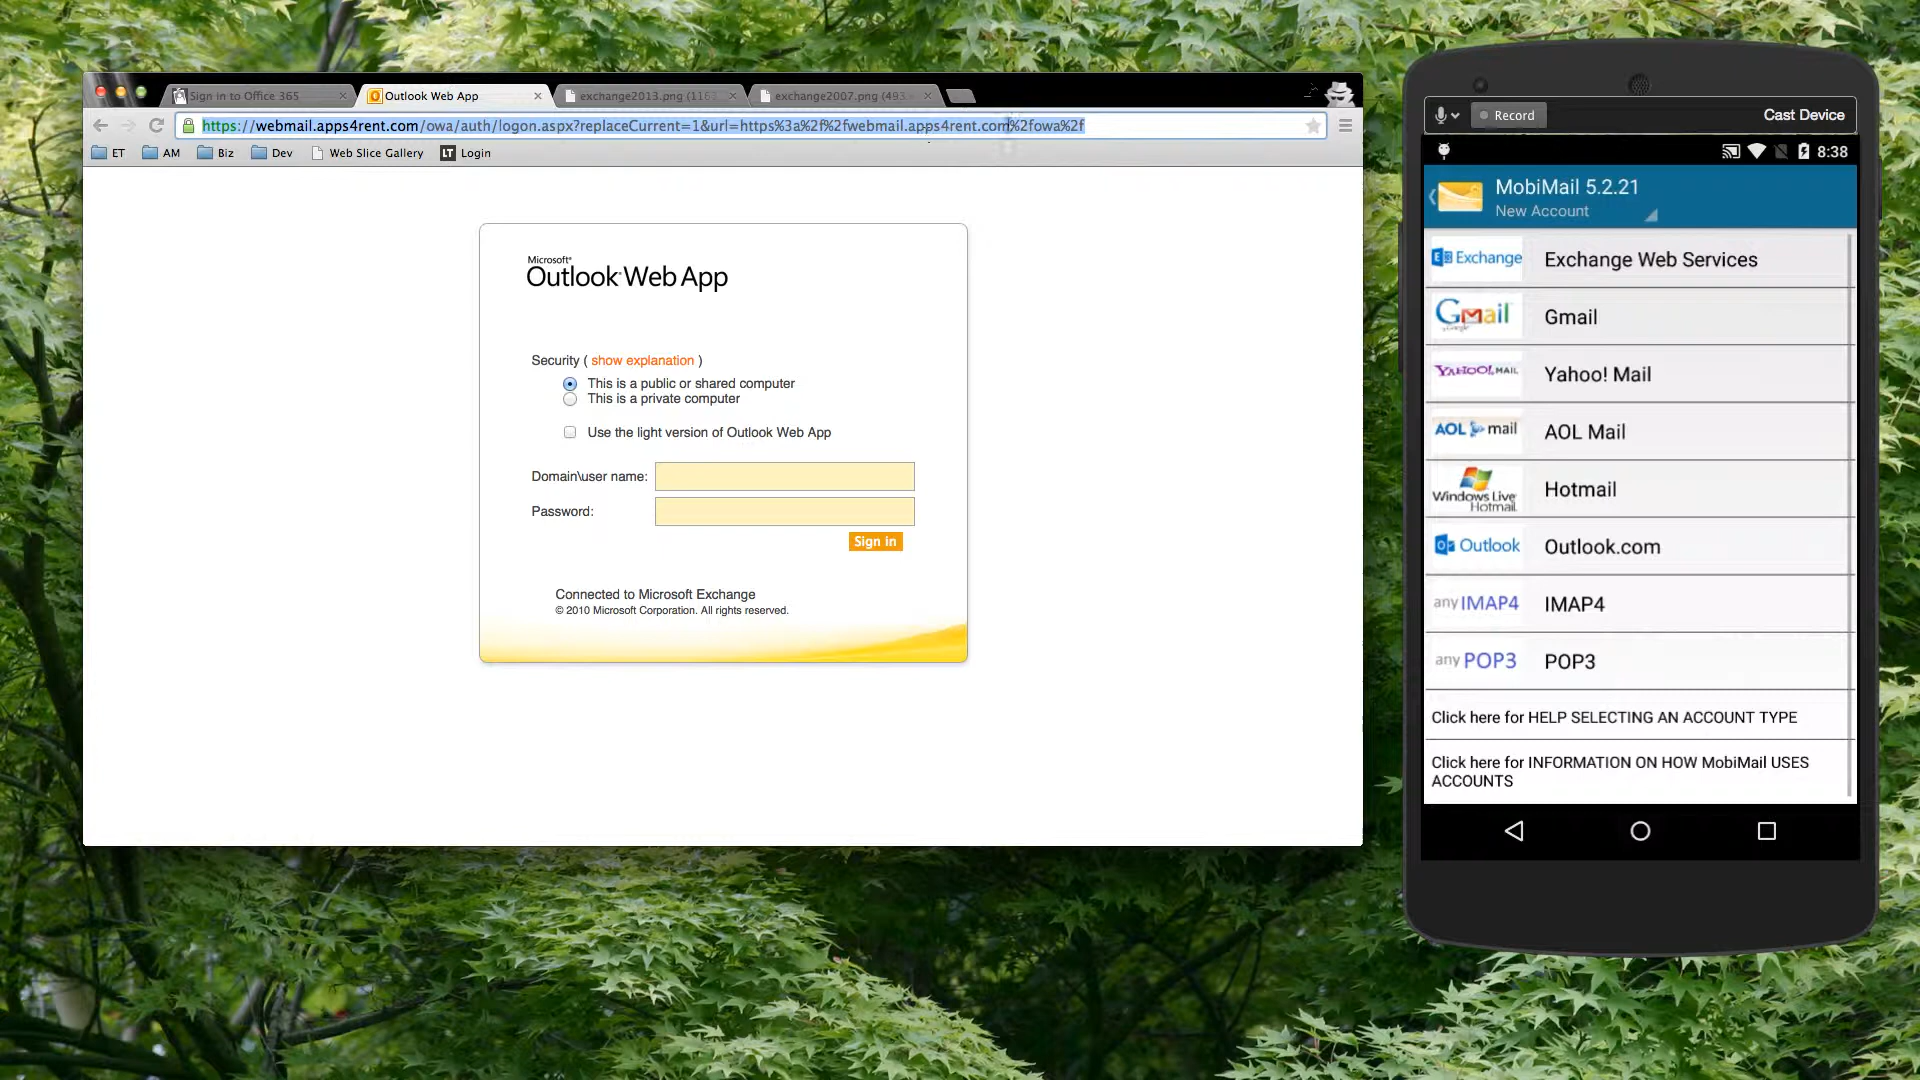 Sign in to Office 365
Outlook Web App
exchange2013.png (116
exchange2007.png (493
https://webmail.apps4rent.com/owa/auth/logon.aspx?replaceCurrent=1&url=https%3a%2f%2fwebmail.apps4rent.com%2fowa%2f
ET
AM
Biz
Dev
Web Slice Gallery
LT Login
Microsoft®
Outlook Web App
Security ( show explanation )
This is a public or shared computer
This is a private computer
Use the light version of Outlook Web App
Domain\user name:
Password:
Sign in
Connected to Microsoft Exchange
© 2010 Microsoft Corporation. All rights reserved.
Record
Cast Device
8:38
MobiMail 5.2.21
New Account
Exchange Exchange Web Services
Gmail Gmail
YAHOO! MAIL Yahoo! Mail
AOL mail AOL Mail
Windows Live Hotmail Hotmail
Outlook Outlook.com
any IMAP4 IMAP4
any POP3 POP3
Click here for HELP SELECTING AN ACCOUNT TYPE
Click here for INFORMATION ON HOW MobiMail USES
ACCOUNTS